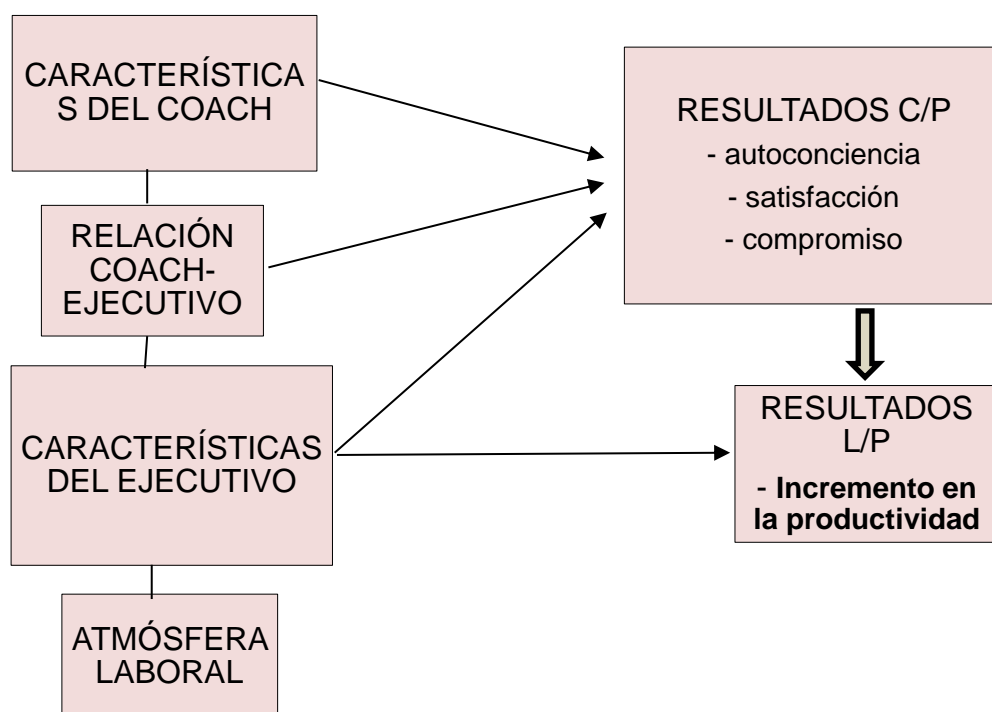 CARACTERÍSTICA
S DEL COACH
RELACIÓN
COACH-
EJECUTIVO
CARACTERÍSTICAS
DEL EJECUTIVO
ATMÓSFERA
LABORAL
RESULTADOS C/P
- autoconciencia
- satisfacción
- compromiso
RESULTADOS
L/P
- Incremento en
la productividad